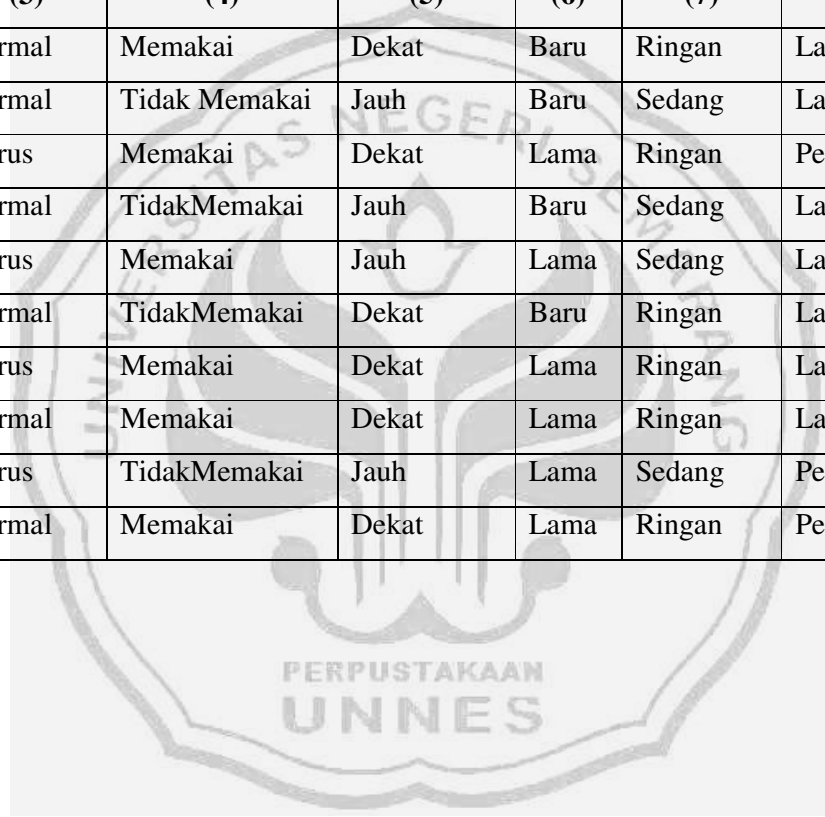 (3) (4) (5) (6) (7)
rmal Memakai Dekat Baru Ringan La
rmal Tidak Memakai Jauh Baru Sedang La
rus Memakai Dekat Lama Ringan Pe
rmal TidakMemakai Jauh Baru Sedang La
rus Memakai Jauh Lama Sedang La
rmal TidakMemakai Dekat Baru Ringan La
rus Memakai Dekat Lama Ringan La
rmal Memakai Dekat Lama Ringan La
rus TidakMemakai Jauh Lama Sedang Pe
rmal Memakai Dekat Lama Ringan Pe
UNIVERSITAS NEGERI SEMARANG
PERPUSTAKAAN
UNNES